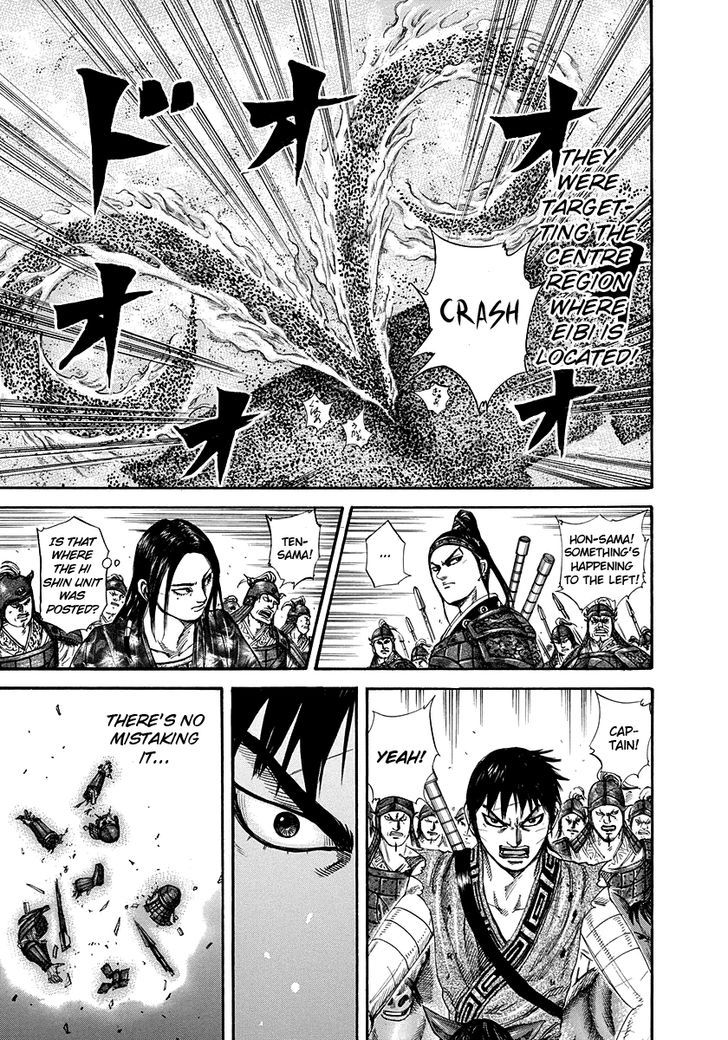 ドオオオ
オオオ
THEY
WERE
TARGET-
TING THE
CENTRE
REGION
WHERE
EIBI IS
LOCATED!
CRASH
HON-SAMA!
SOMETHING'S
HAPPENING
TO THE LEFT!
...
TEN-
SAMA!
IS THAT
WHERE THE
HI
SHIN UNIT
WAS
POSTED?
CAP-
TAIN!
YEAH!
THERE'S NO
MISTAKING
IT...